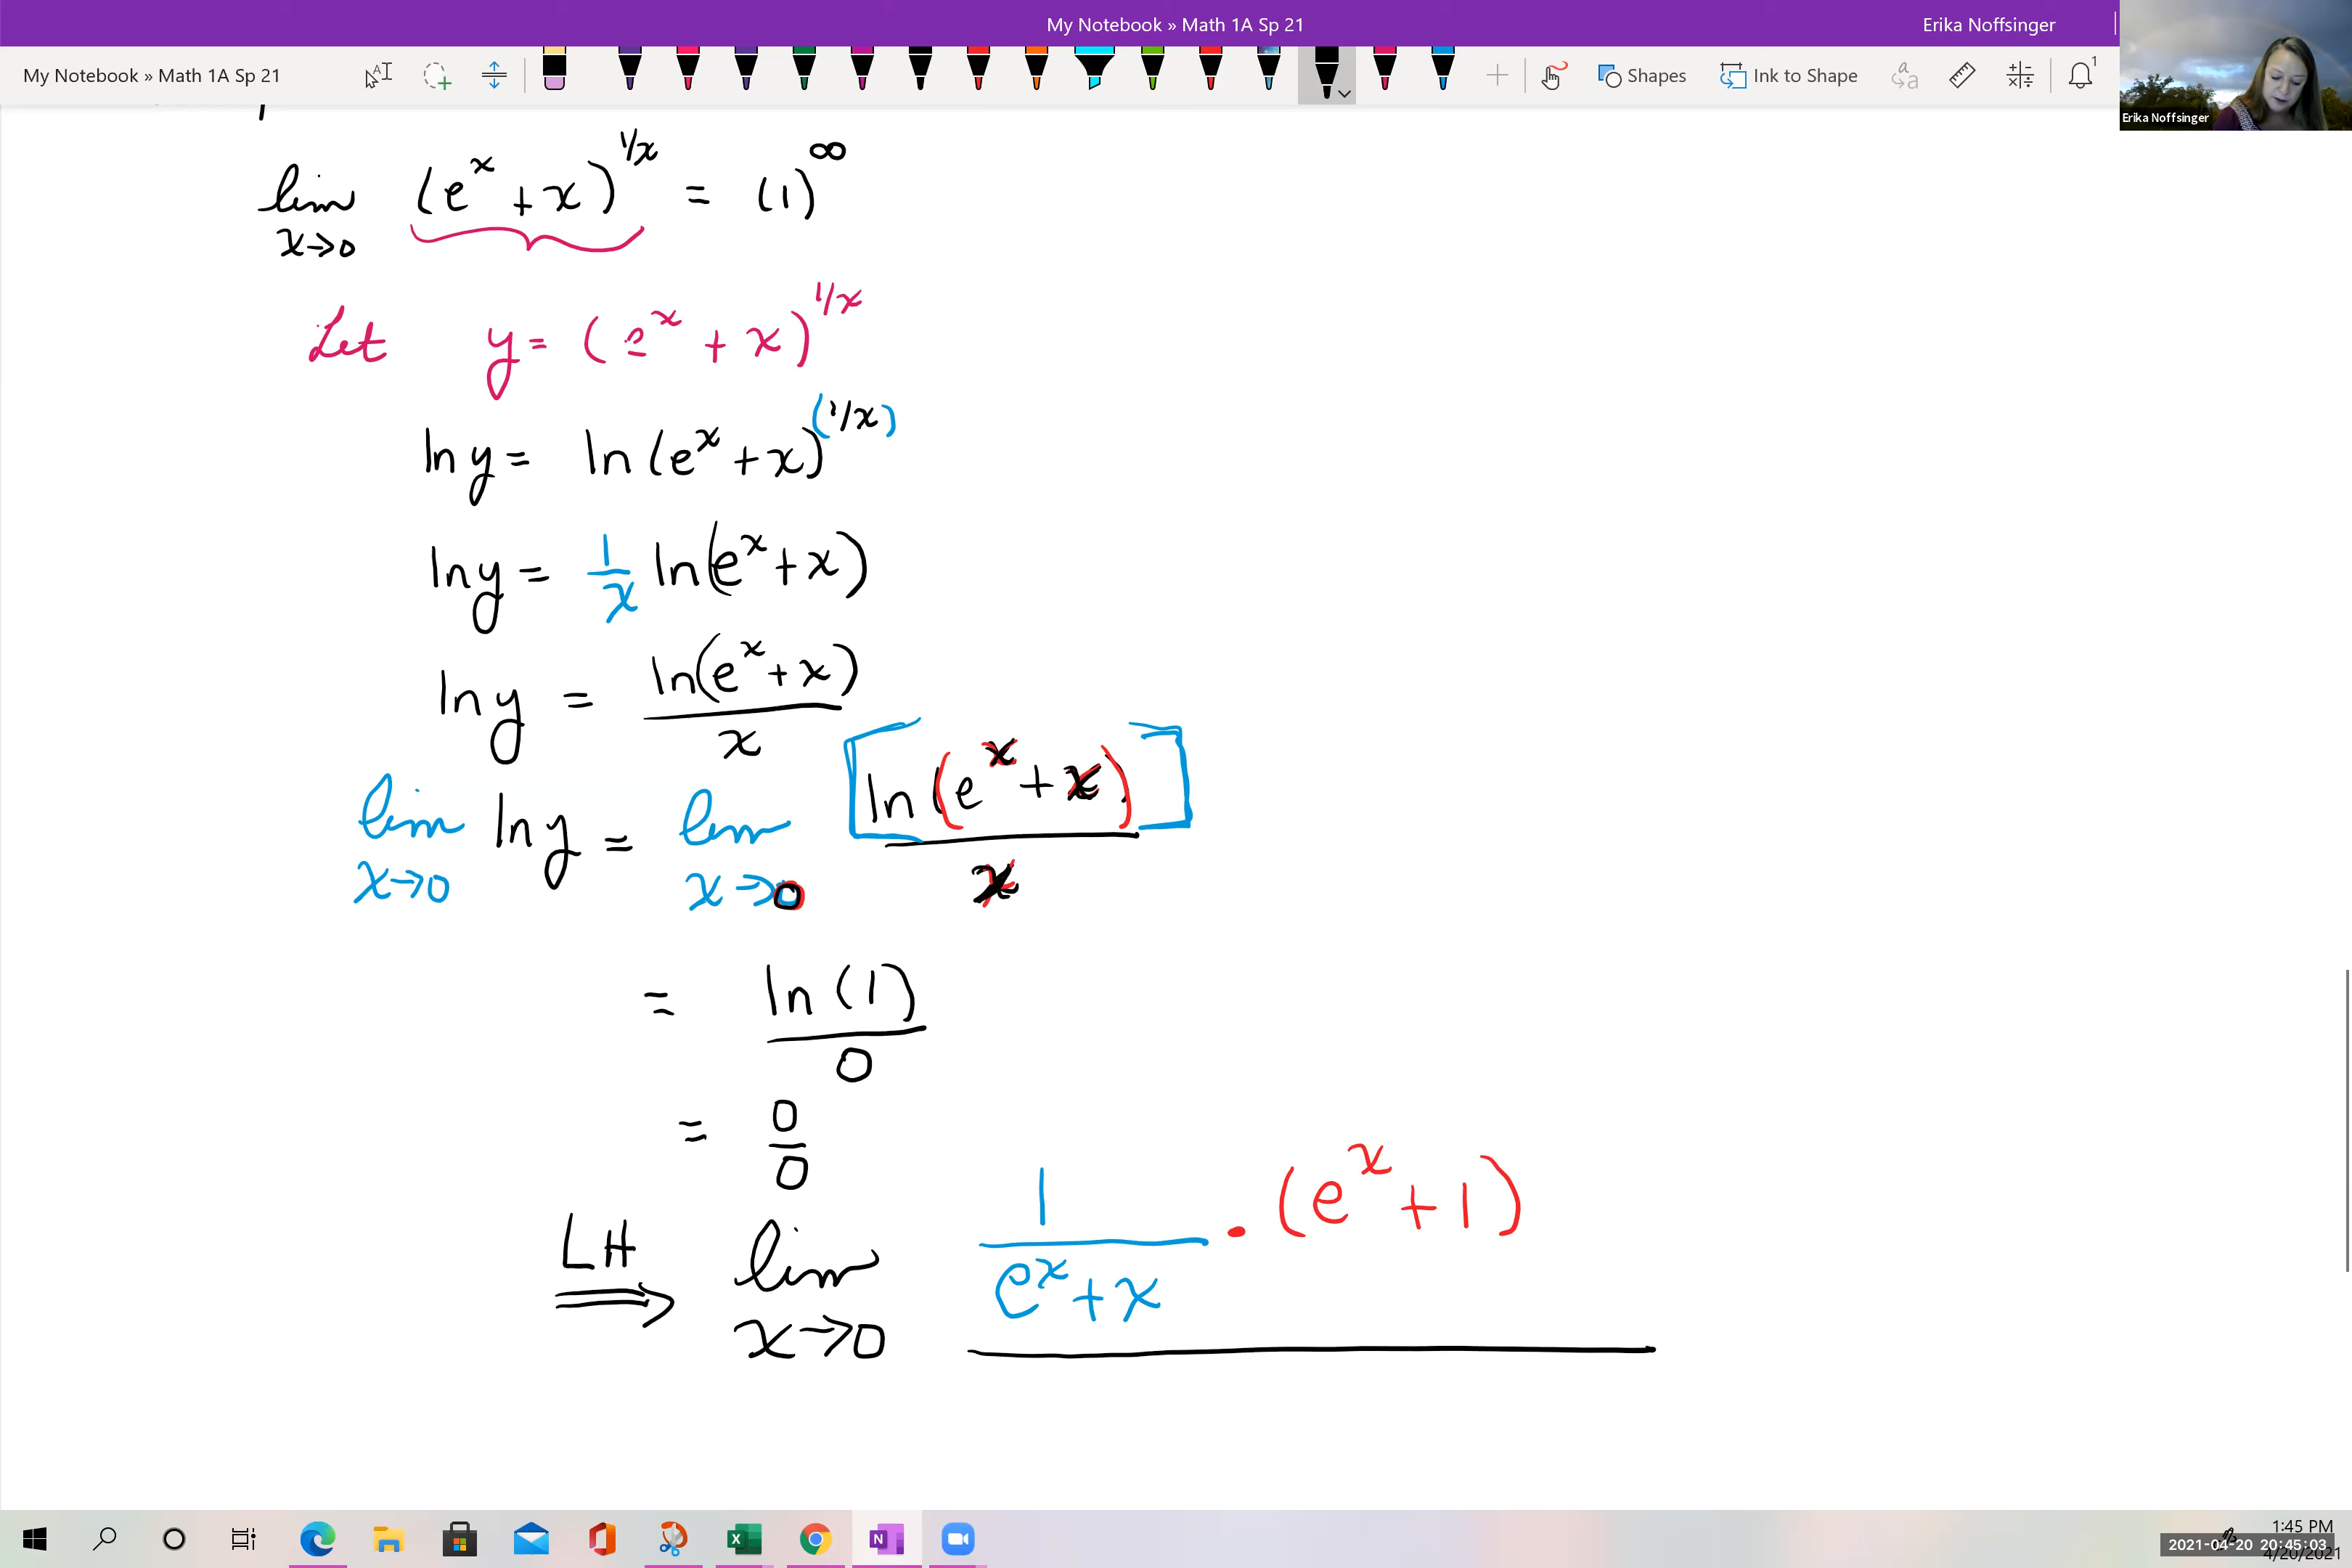 My Notebook » Math 1A Sp 21
Erika Noffsinger
My Notebook » Math 1A Sp 21
Shapes
Ink to Shape
Erika Noffsinger
lim x→0 (e^x + x)^1/x = (1)^∞
Let y = (e^x + x)^1/x
ln y = ln(e^x + x)^(1/x)
ln y = 1/x ln(e^x + x)
ln y = ln(e^x + x) / x
lim x→0 ln y = lim x→0 [ln(e^x + x)] / x
= ln(1) / 0
= 0/0
LH ⟹ lim x→0 1/(e^x + x) · (e^x + 1)
1:45 PM
2021-04-20 20:45:03
4/20/2021